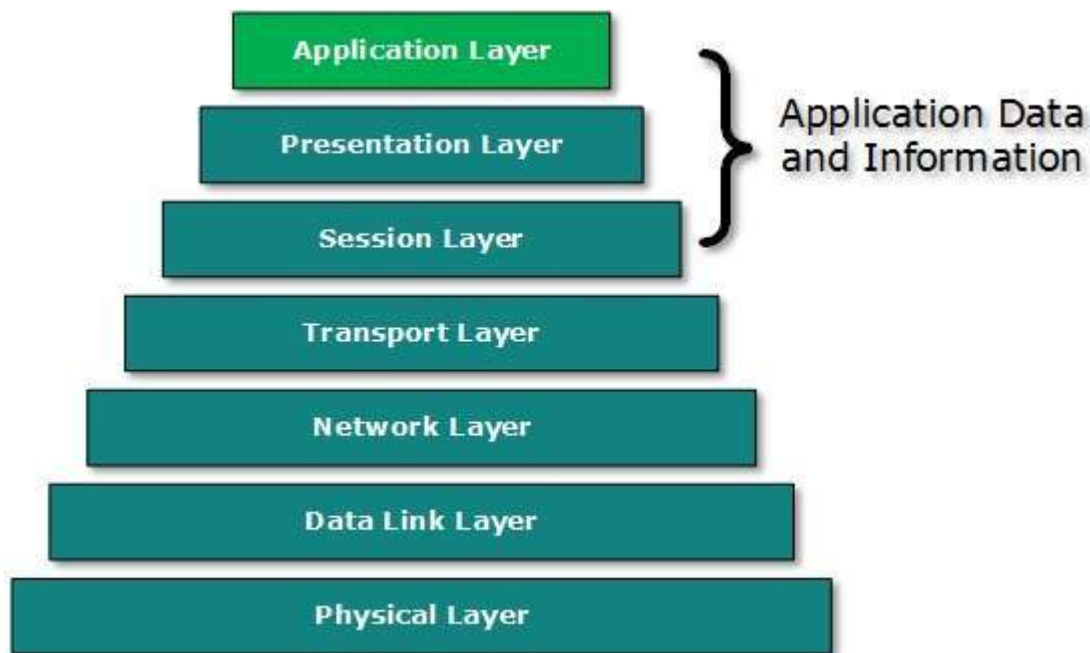 Application Layer
Presentation Layer
Session Layer
Transport Layer
Network Layer
Data Link Layer
Physical Layer
Application Data
and Information